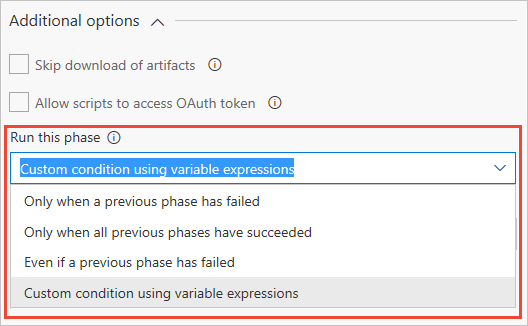 Additional options
Skip download of artifacts
Allow scripts to access OAuth token
Run this phase
Custom condition using variable expressions
Only when a previous phase has failed
Only when all previous phases have succeeded
Even if a previous phase has failed
Custom condition using variable expressions